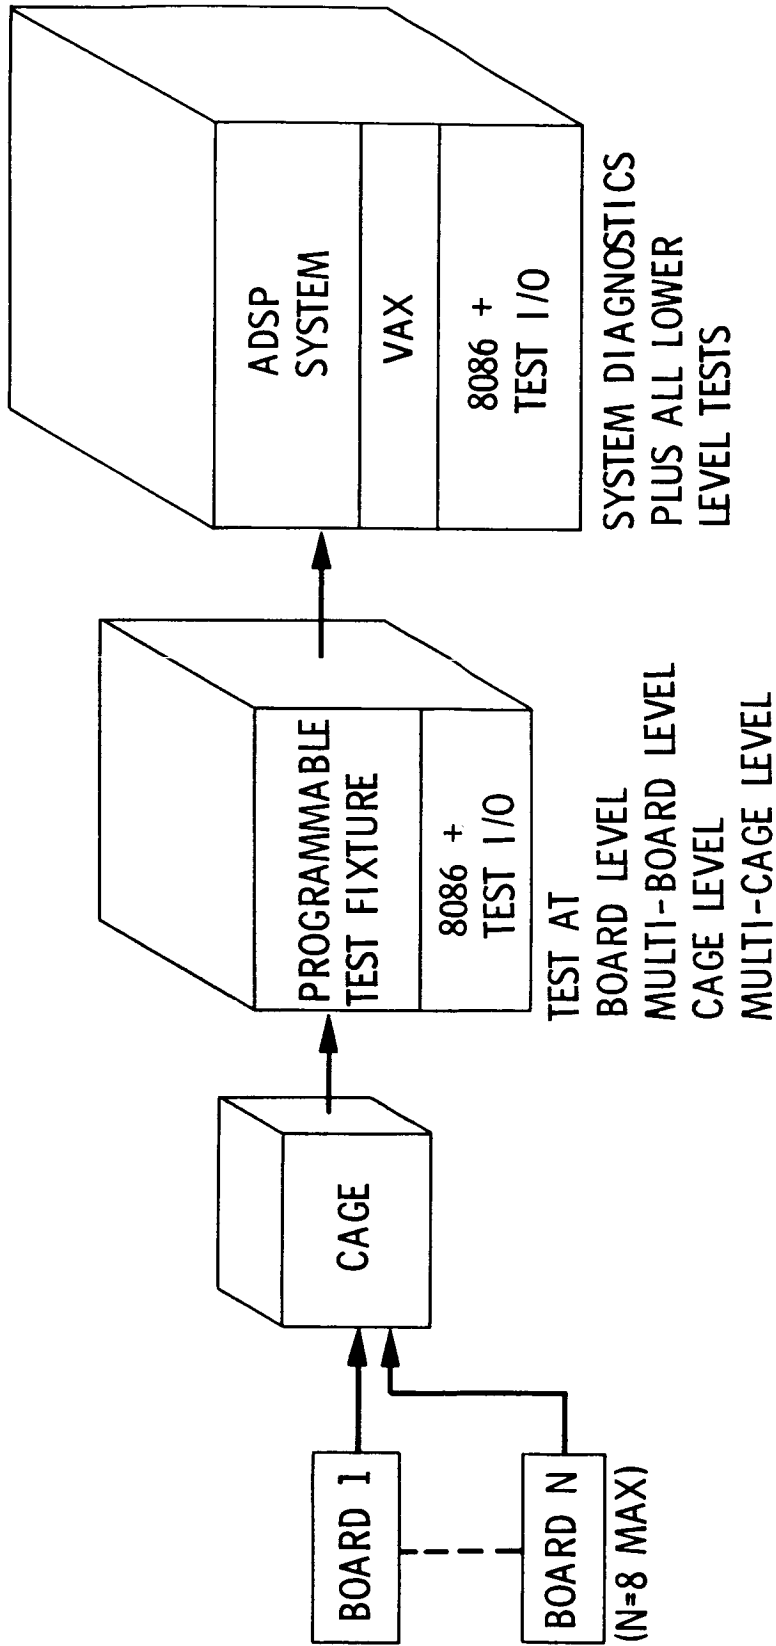 BOARD 1
BOARD N
(N=8 MAX)
CAGE
PROGRAMMABLE
TEST FIXTURE
8086 +
TEST I/O
TEST AT
BOARD LEVEL
MULTI-BOARD LEVEL
CAGE LEVEL
MULTI-CAGE LEVEL
ADSP
SYSTEM
VAX
8086 +
TEST I/O
SYSTEM DIAGNOSTICS
PLUS ALL LOWER
LEVEL TESTS